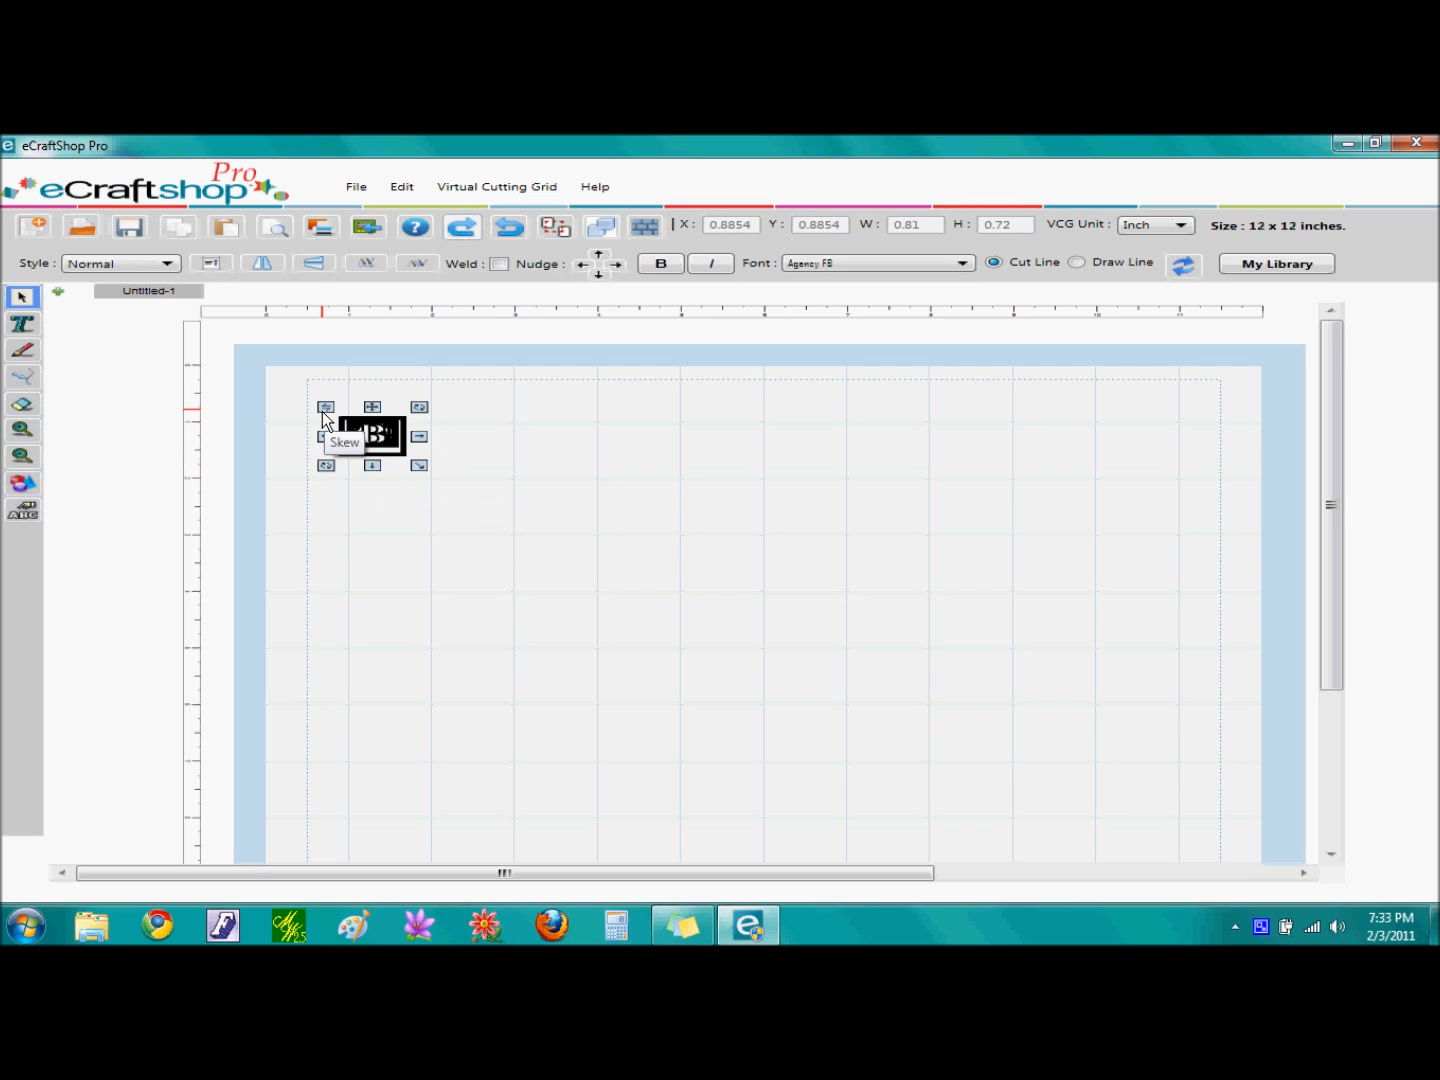 eCraftShop Pro
Pro
eCraftshop
File Edit Virtual Cutting Grid Help
X : 0.8854 Y : 0.8854 W : 0.81 H : 0.72 VCG Unit : Inch Size : 12 x 12 inches.
Style : Normal Weld : Nudge : B I Font : Agency FB Cut Line Draw Line My Library
Untitled-1
T
B
Skew
ABC
7:33 PM
2/3/2011